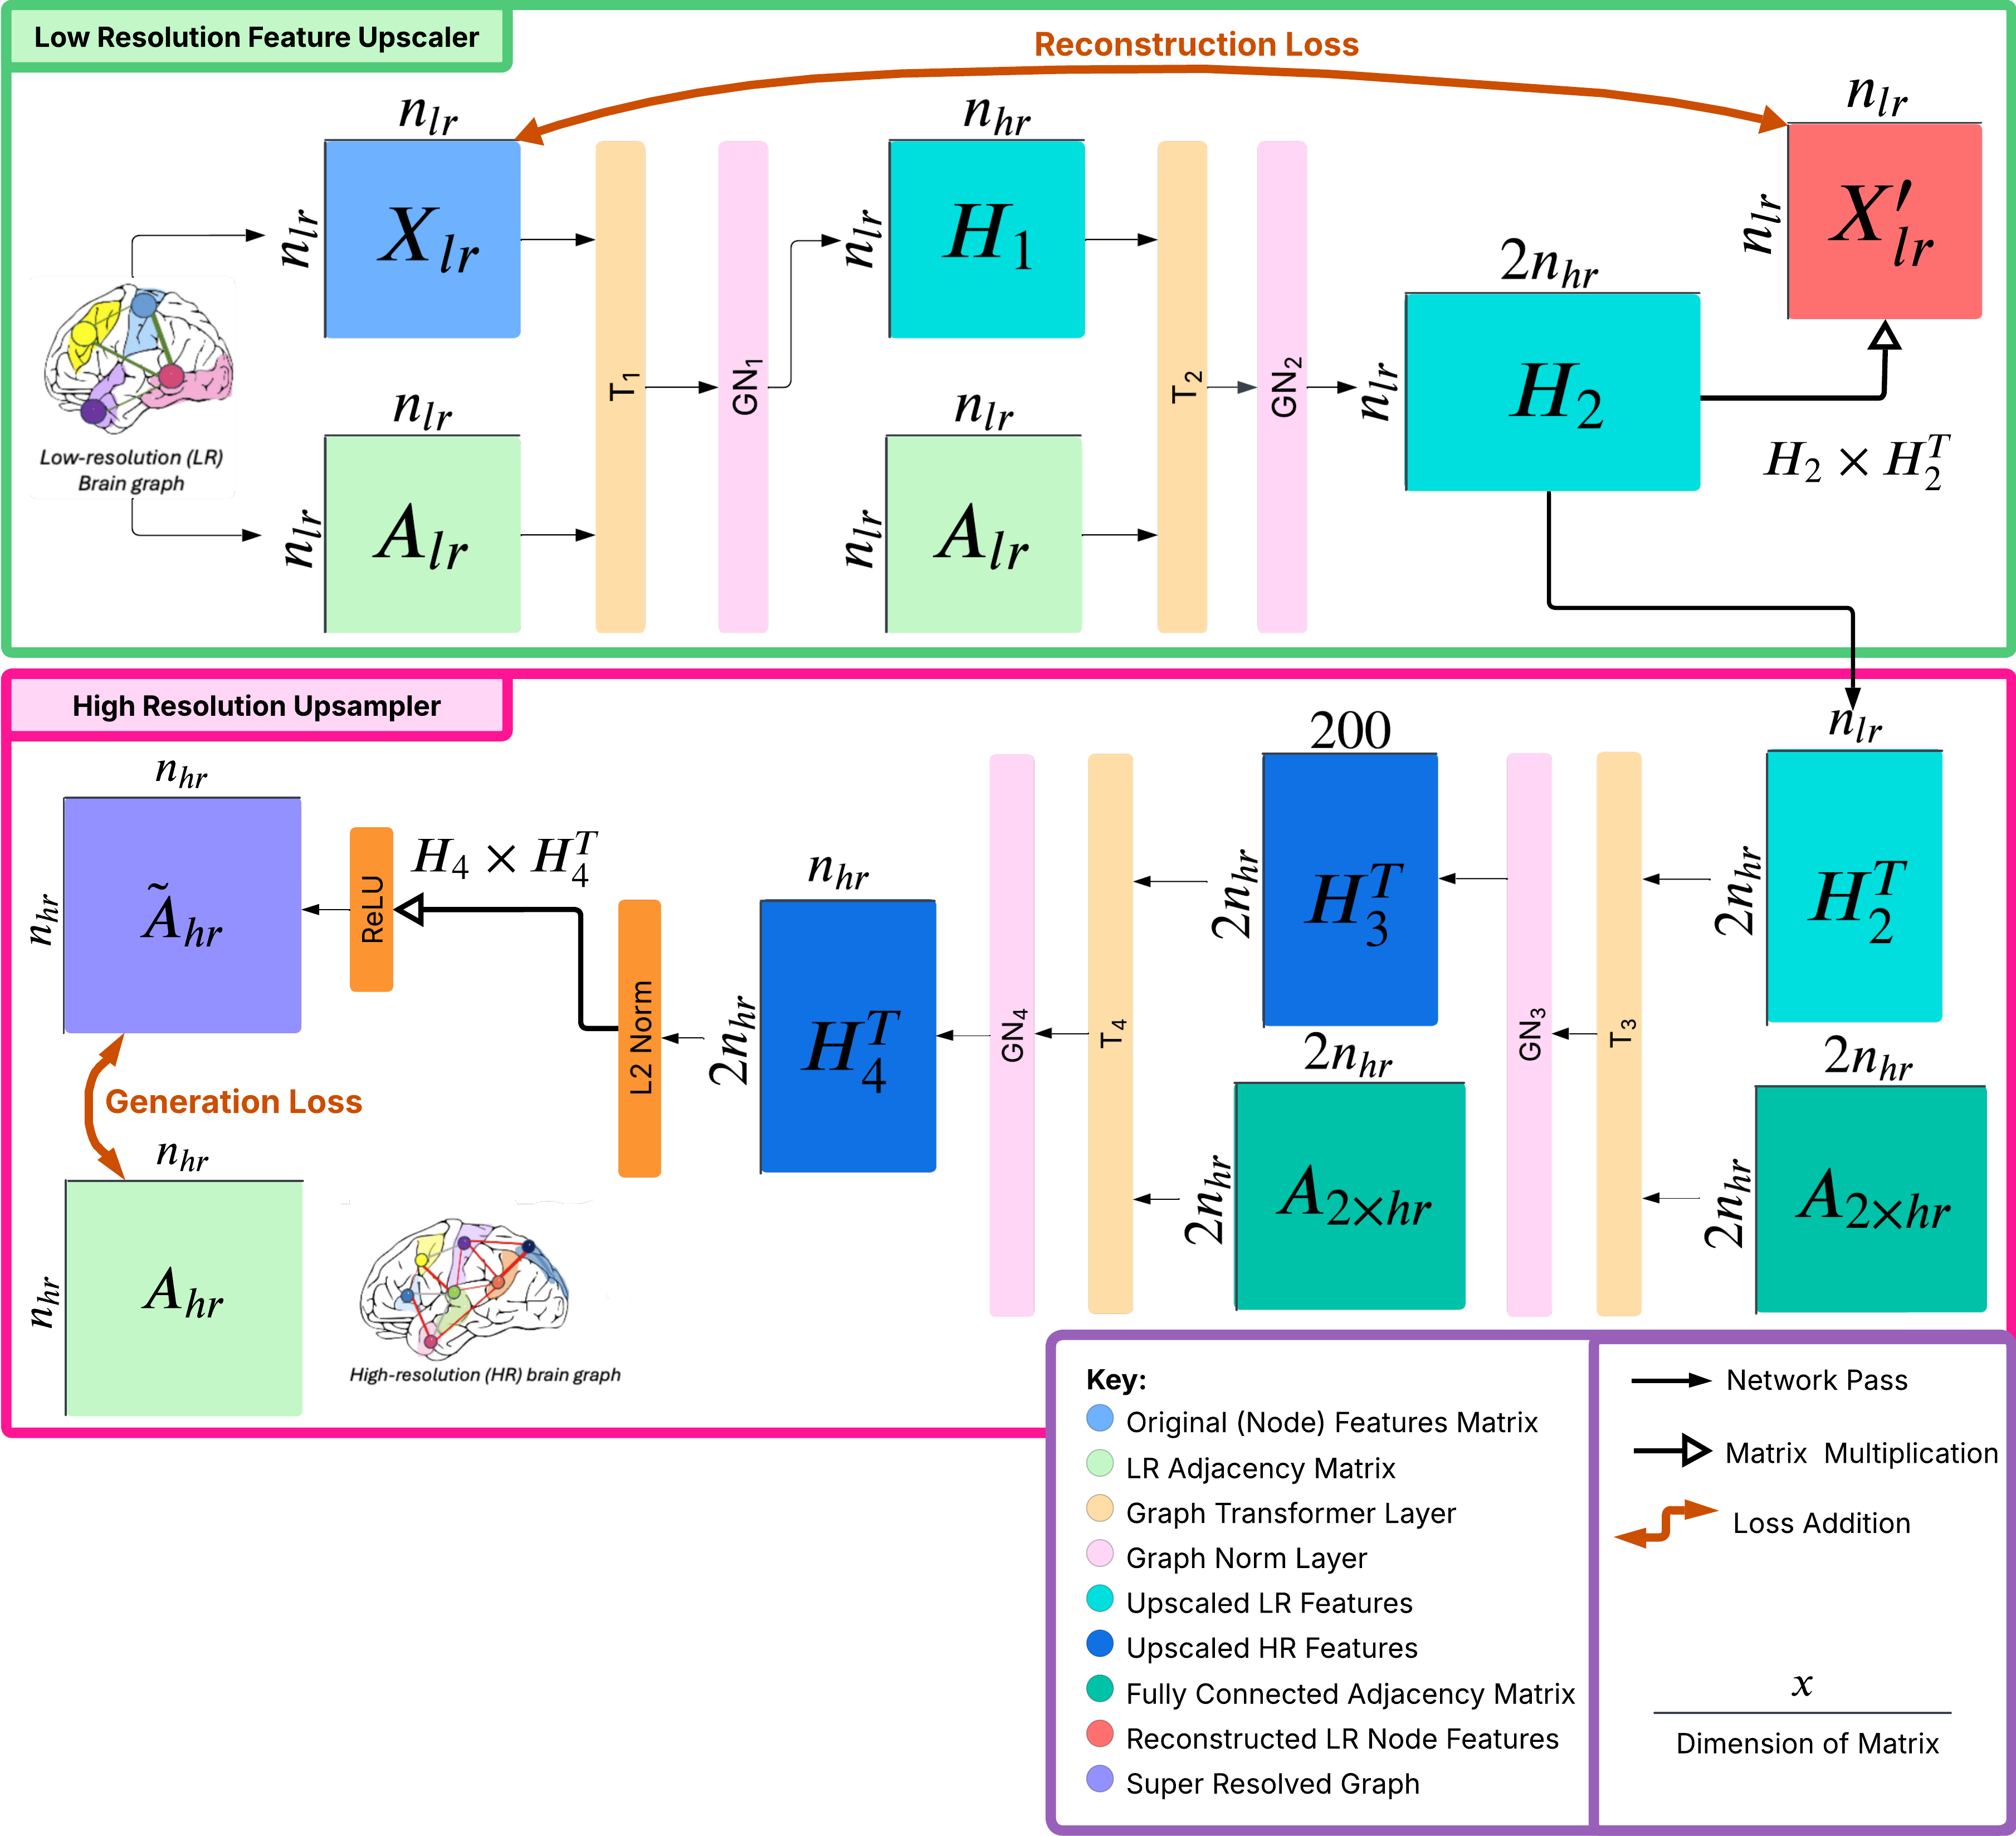 Low Resolution Feature Upscaler
Reconstruction Loss
n_{lr}
n_{hr}
n_{lr}
n_{lr}
X_{lr}
n_{lr}
H_1
n_{lr}
X'_{lr}
2n_{hr}
T_1
GN_1
T_2
GN_2
n_{lr}
H_2
n_{lr}
n_{lr}
H_2 × H_2^T
Low-resolution (LR)
Brain graph
n_{lr}
A_{lr}
n_{lr}
A_{lr}
High Resolution Upsampler
n_{lr}
200
n_{hr}
n_{hr}
Ã_{hr}
ReLU
H_4 × H_4^T
n_{hr}
2n_{hr}
H_3^T
2n_{hr}
H_2^T
L2 Norm
2n_{hr}
H_4^T
GN_4
T_4
GN_3
T_3
2n_{hr}
2n_{hr}
Generation Loss
n_{hr}
2n_{hr}
A_{2×hr}
2n_{hr}
A_{2×hr}
n_{hr}
A_{hr}
High-resolution (HR) brain graph
Key:
Original (Node) Features Matrix
LR Adjacency Matrix
Graph Transformer Layer
Graph Norm Layer
Upscaled LR Features
Upscaled HR Features
Fully Connected Adjacency Matrix
Reconstructed LR Node Features
Super Resolved Graph
Network Pass
Matrix Multiplication
Loss Addition
x
Dimension of Matrix